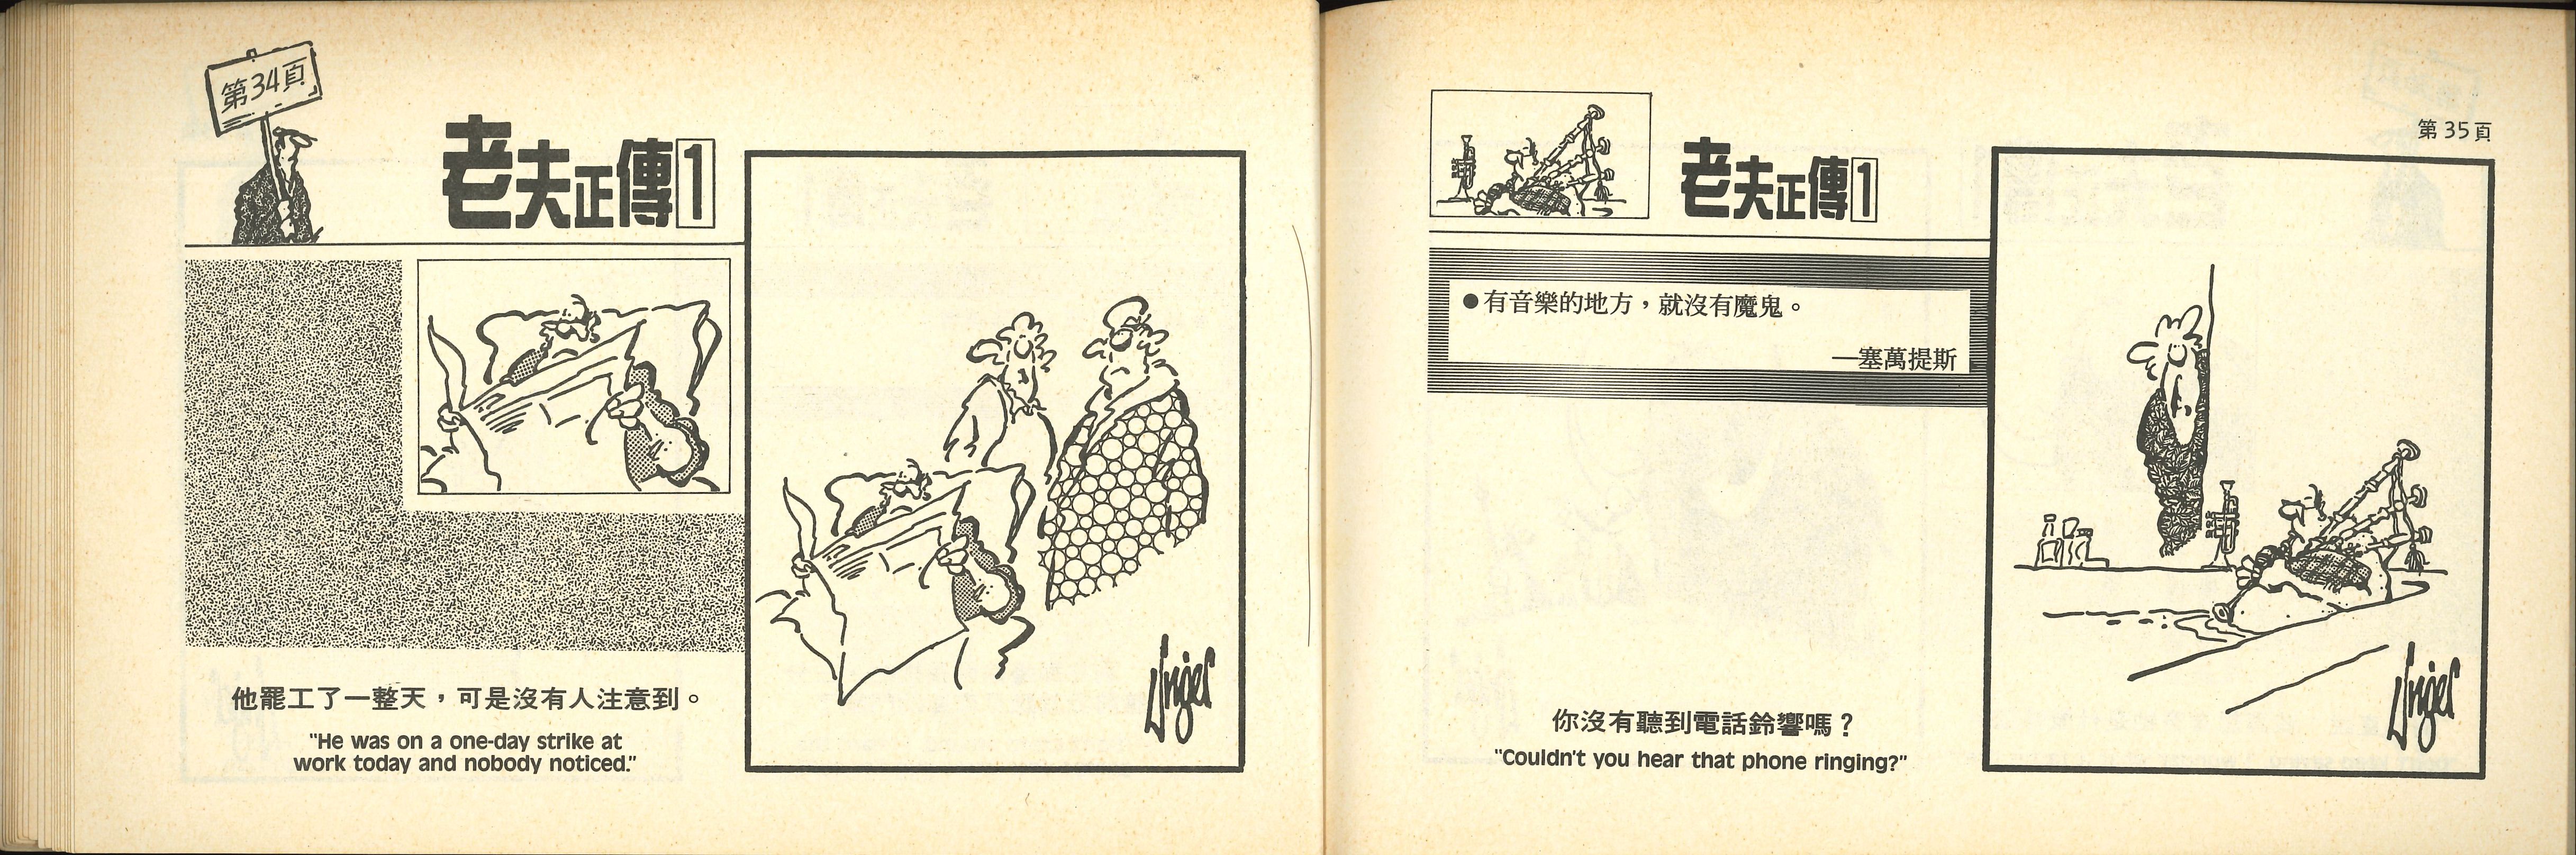 第34頁
老夫正傳1
他罷工了一整天，可是沒有人注意到。
"He was on a one-day strike at
work today and nobody noticed."
Unger
第35頁
老夫正傳1
●有音樂的地方，就沒有魔鬼。
—塞萬提斯
你沒有聽到電話鈴響嗎？
"Couldn't you hear that phone ringing?"
Unger